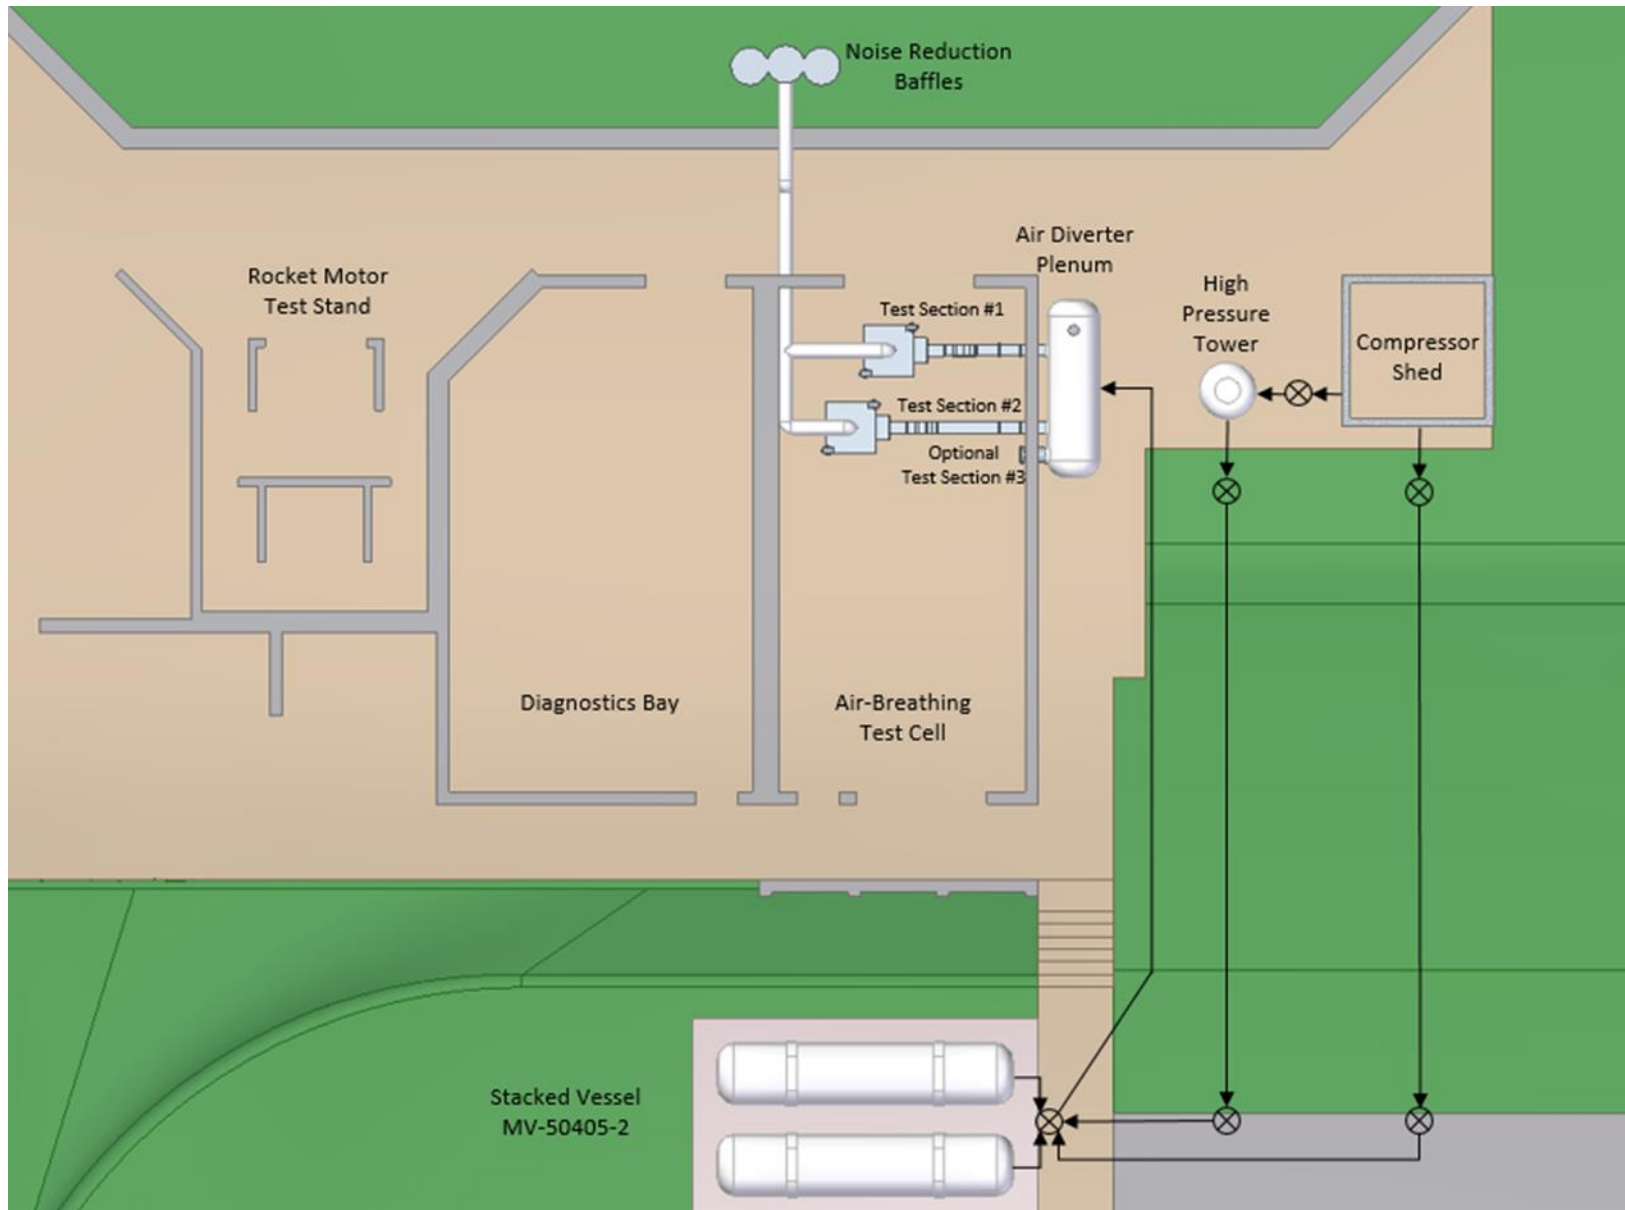 Noise Reduction
Baffles
Air Diverter
Plenum
Rocket Motor
Test Stand
High
Pressure
Tower
Test Section #1
Compressor
Shed
Test Section #2
Optional
Test Section #3
Diagnostics Bay
Air-Breathing
Test Cell
Stacked Vessel
MV-50405-2